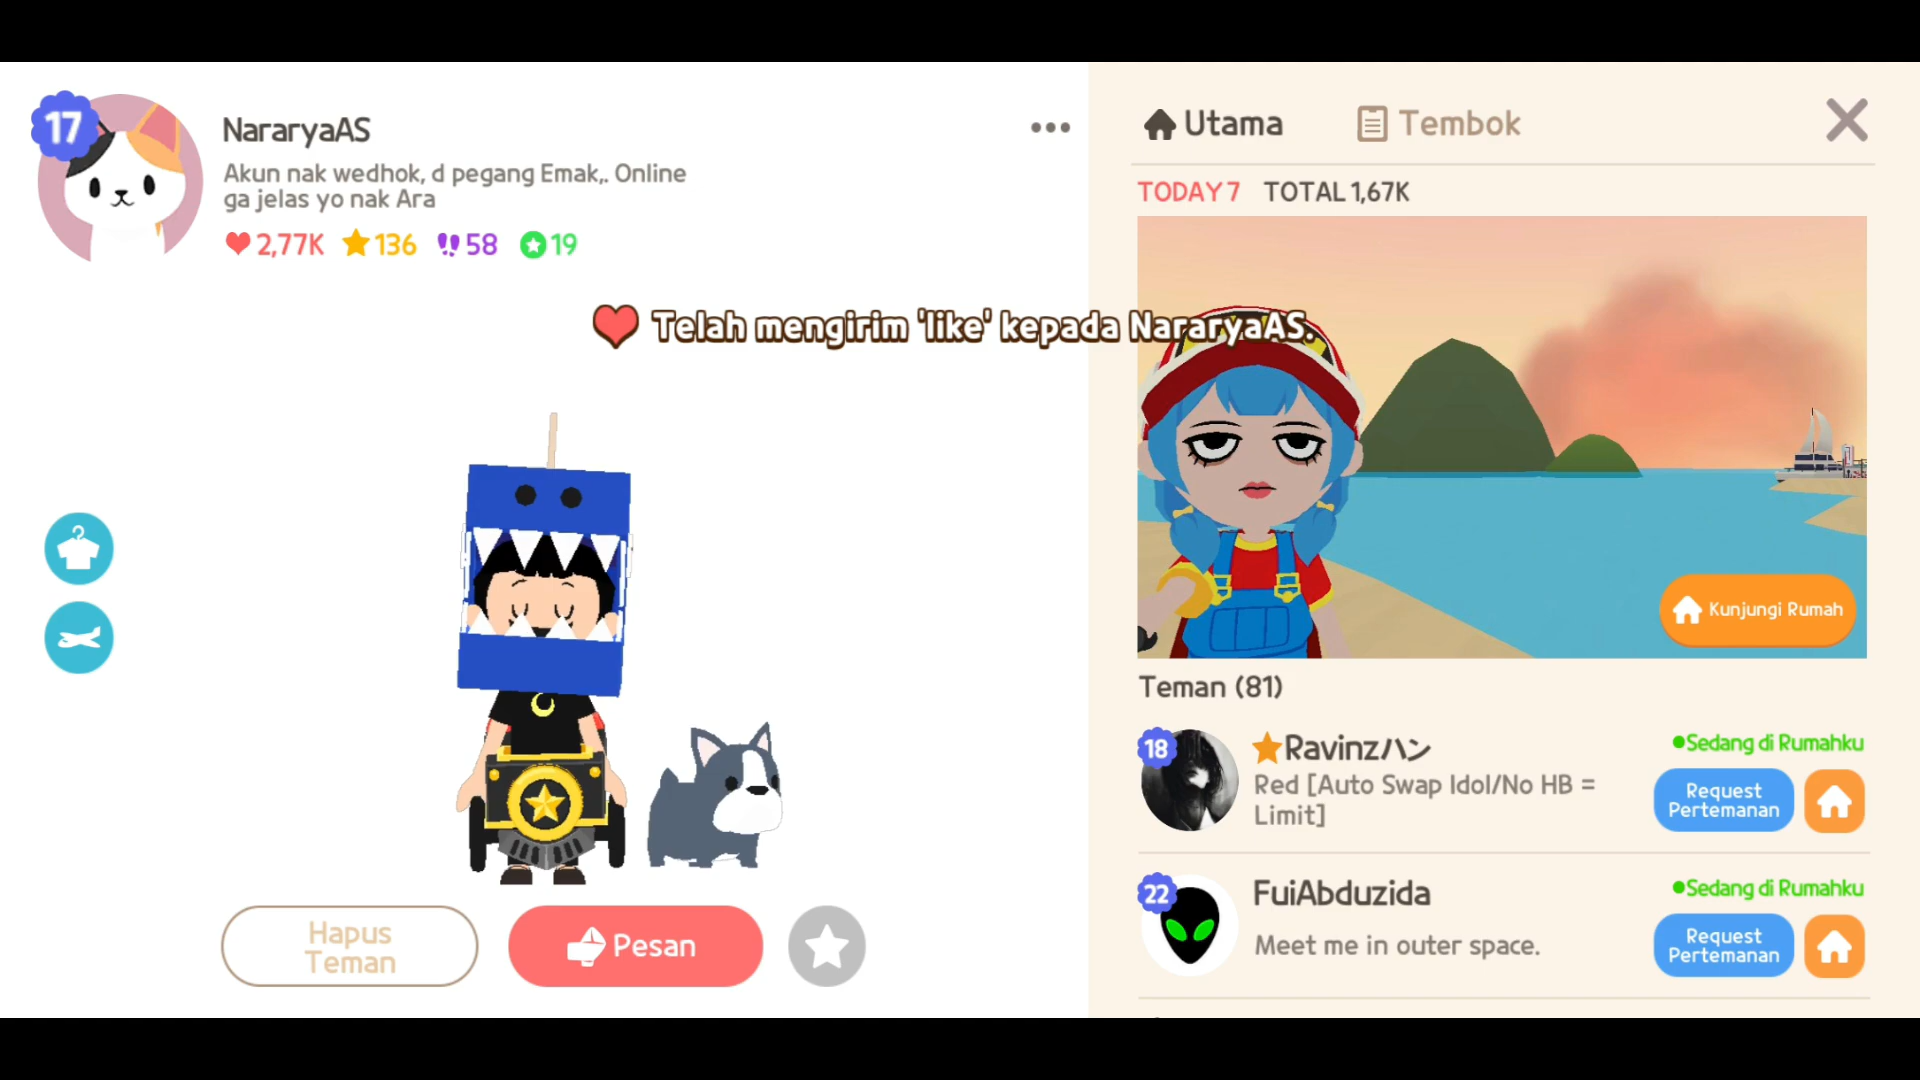 17
NararyaAS
Akun nak wedhok, d pegang Emak,. Online
ga jelas yo nak Ara
2,77K 136 58 19
Telah mengirim 'like' kepada NararyaAS.
Hapus
Teman
Pesan
Utama
Tembok
TODAY 7 TOTAL 1,67K
Kunjungi Rumah
Teman (81)
18
Ravinzハン
Red [Auto Swap Idol/No HB =
Limit]
Sedang di Rumahku
Request
Pertemanan
22
FuiAbduzida
Meet me in outer space.
Sedang di Rumahku
Request
Pertemanan